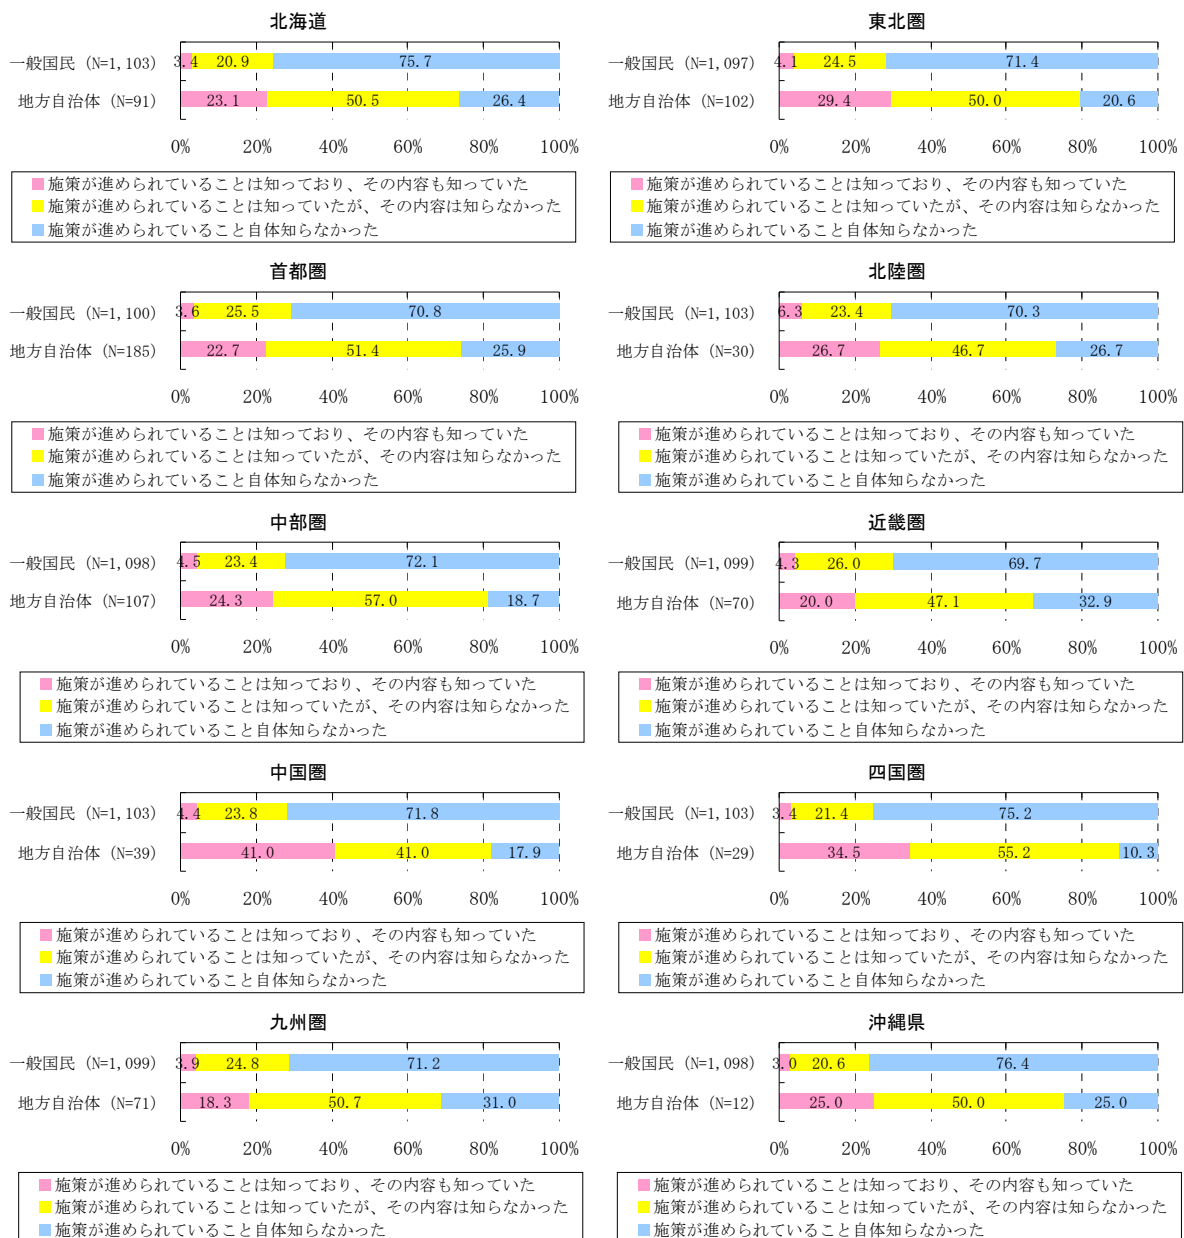 北海道
一般国民 (N=1,103) 3.4 20.9 75.7
地方自治体 (N=91) 23.1 50.5 26.4
0% 20% 40% 60% 80% 100%
施策が進められていることは知っており、その内容も知っていた
施策が進められていることは知っていたが、その内容は知らなかった
施策が進められていること自体知らなかった
東北圏
一般国民 (N=1,097) 4.1 24.5 71.4
地方自治体 (N=102) 29.4 50.0 20.6
0% 20% 40% 60% 80% 100%
施策が進められていることは知っており、その内容も知っていた
施策が進められていることは知っていたが、その内容は知らなかった
施策が進められていること自体知らなかった
首都圏
一般国民 (N=1,100) 3.6 25.5 70.8
地方自治体 (N=185) 22.7 51.4 25.9
0% 20% 40% 60% 80% 100%
施策が進められていることは知っており、その内容も知っていた
施策が進められていることは知っていたが、その内容は知らなかった
施策が進められていること自体知らなかった
北陸圏
一般国民 (N=1,103) 6.3 23.4 70.3
地方自治体 (N=30) 26.7 46.7 26.7
0% 20% 40% 60% 80% 100%
施策が進められていることは知っており、その内容も知っていた
施策が進められていることは知っていたが、その内容は知らなかった
施策が進められていること自体知らなかった
中部圏
一般国民 (N=1,098) 4.5 23.4 72.1
地方自治体 (N=107) 24.3 57.0 18.7
0% 20% 40% 60% 80% 100%
施策が進められていることは知っており、その内容も知っていた
施策が進められていることは知っていたが、その内容は知らなかった
施策が進められていること自体知らなかった
近畿圏
一般国民 (N=1,099) 4.3 26.0 69.7
地方自治体 (N=70) 20.0 47.1 32.9
0% 20% 40% 60% 80% 100%
施策が進められていることは知っており、その内容も知っていた
施策が進められていることは知っていたが、その内容は知らなかった
施策が進められていること自体知らなかった
中国圏
一般国民 (N=1,103) 4.4 23.8 71.8
地方自治体 (N=39) 41.0 41.0 17.9
0% 20% 40% 60% 80% 100%
施策が進められていることは知っており、その内容も知っていた
施策が進められていることは知っていたが、その内容は知らなかった
施策が進められていること自体知らなかった
四国圏
一般国民 (N=1,103) 3.4 21.4 75.2
地方自治体 (N=29) 34.5 55.2 10.3
0% 20% 40% 60% 80% 100%
施策が進められていることは知っており、その内容も知っていた
施策が進められていることは知っていたが、その内容は知らなかった
施策が進められていること自体知らなかった
九州圏
一般国民 (N=1,099) 3.9 24.8 71.2
地方自治体 (N=71) 18.3 50.7 31.0
0% 20% 40% 60% 80% 100%
施策が進められていることは知っており、その内容も知っていた
施策が進められていることは知っていたが、その内容は知らなかった
施策が進められていること自体知らなかった
沖縄県
一般国民 (N=1,098) 3.0 20.6 76.4
地方自治体 (N=12) 25.0 50.0 25.0
0% 20% 40% 60% 80% 100%
施策が進められていることは知っており、その内容も知っていた
施策が進められていることは知っていたが、その内容は知らなかった
施策が進められていること自体知らなかった